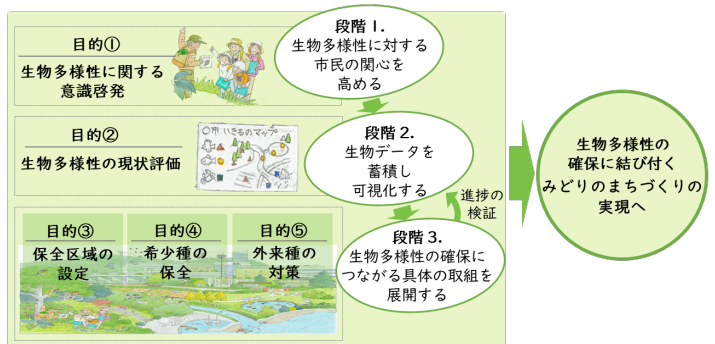 目的①
生物多様性に関する
意識啓発
段階1.
生物多様性に対する
市民の関心を
高める
目的②
生物多様性の現状評価
○市 いきものマップ
段階2.
生物データを
蓄積し
可視化する
進捗の
検証
目的③
保全区域の
設定
目的④
希少種の
保全
目的⑤
外来種の
対策
段階3.
生物多様性の確保に
つながる具体の取組を
展開する
生物多様性の
確保に結び付く
みどりのまちづくりの
実現へ